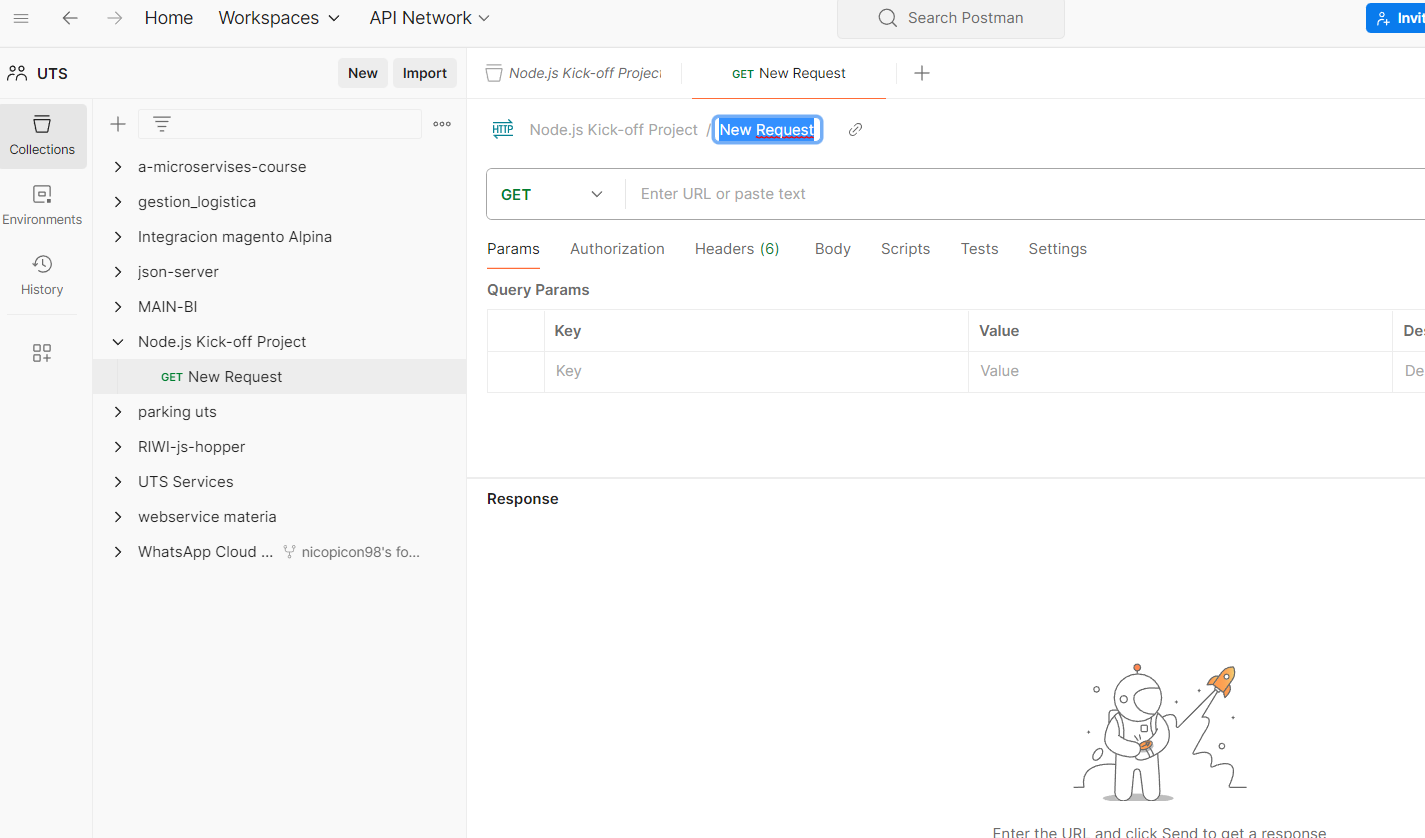 Home Workspaces API Network Search Postman Invit
UTS New Import Node.js Kick-off Project GET New Request
HTTP Node.js Kick-off Project / New Request
Collections
Environments
History
a-microservises-course
gestion_logistica
Integracion magento Alpina
json-server
MAIN-BI
Node.js Kick-off Project
GET New Request
parking uts
RIWI-js-hopper
UTS Services
webservice materia
WhatsApp Cloud ... nicopicon98's fo...
GET Enter URL or paste text
Params Authorization Headers (6) Body Scripts Tests Settings
Query Params
Key Value Des
Key Value De
Response
Enter the URL and click Send to get a response